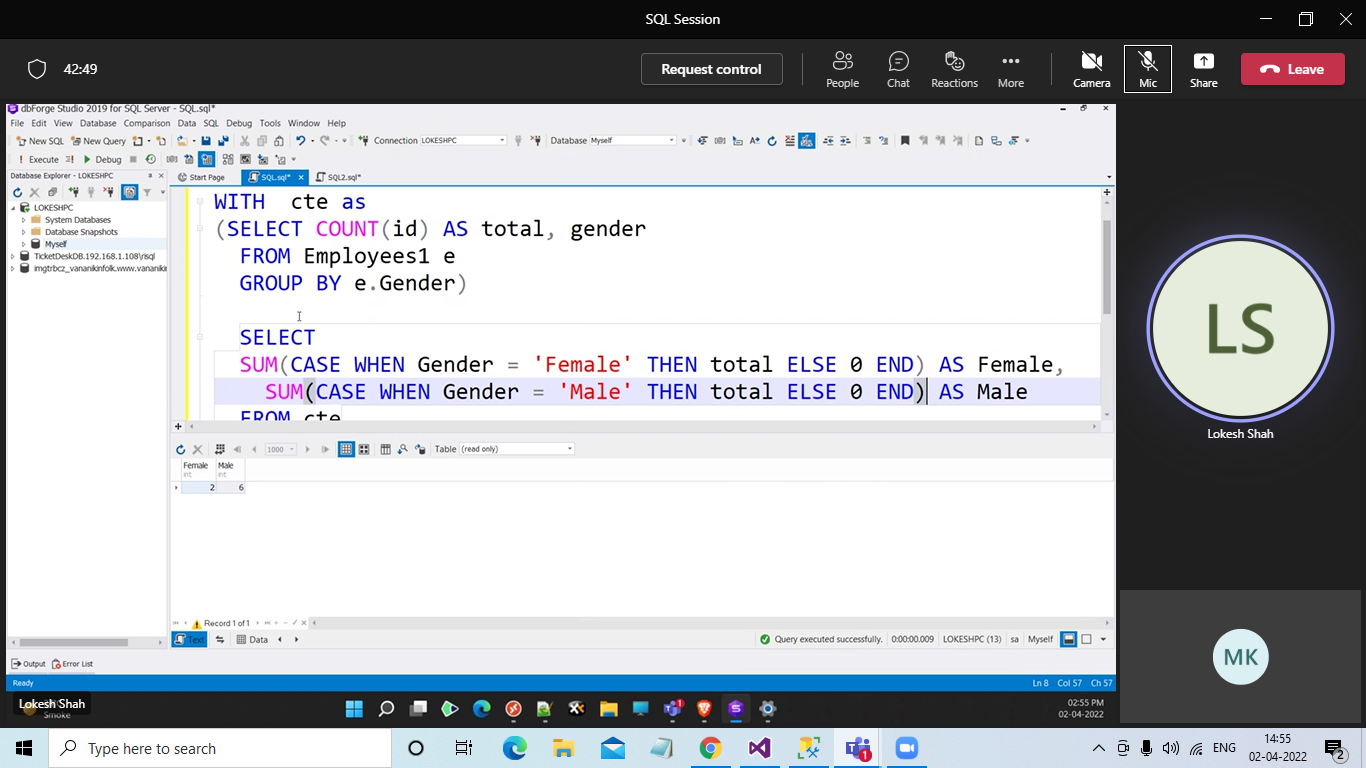 SQL Session
42:49
Request control
People
Chat
Reactions
More
Camera
Mic
Share
Leave
dbForge Studio 2019 for SQL Server - SQL.sql*
File Edit View Database Comparison Data SQL Debug Tools Window Help
New SQL New Query Connection LOKESHPC Database Myself
Execute Debug
Database Explorer - LOKESHPC
Start Page SQL.sql* SQL2.sql*
LOKESHPC
System Databases
Database Snapshots
Myself
TicketDeskDB.192.168.1.108\risql
imgtrbcz_vananikinfolk.www.vananikin
WITH cte as
(SELECT COUNT(id) AS total, gender
FROM Employees1 e
GROUP BY e.Gender)
SELECT
SUM(CASE WHEN Gender = 'Female' THEN total ELSE 0 END) AS Female,
SUM(CASE WHEN Gender = 'Male' THEN total ELSE 0 END) AS Male
FROM cte
1000 Table (read only)
Female Male
int int
2 6
Record 1 of 1
Text Data Query executed successfully. 0:00:00.009 LOKESHPC (13) sa Myself
Output Error List
Ready Ln 8 Col 57 Ch 57
Lokesh Shah
Smoke
1
02:55 PM
02-04-2022
LS
Lokesh Shah
MK
Type here to search
1
ENG
14:55
02-04-2022
2